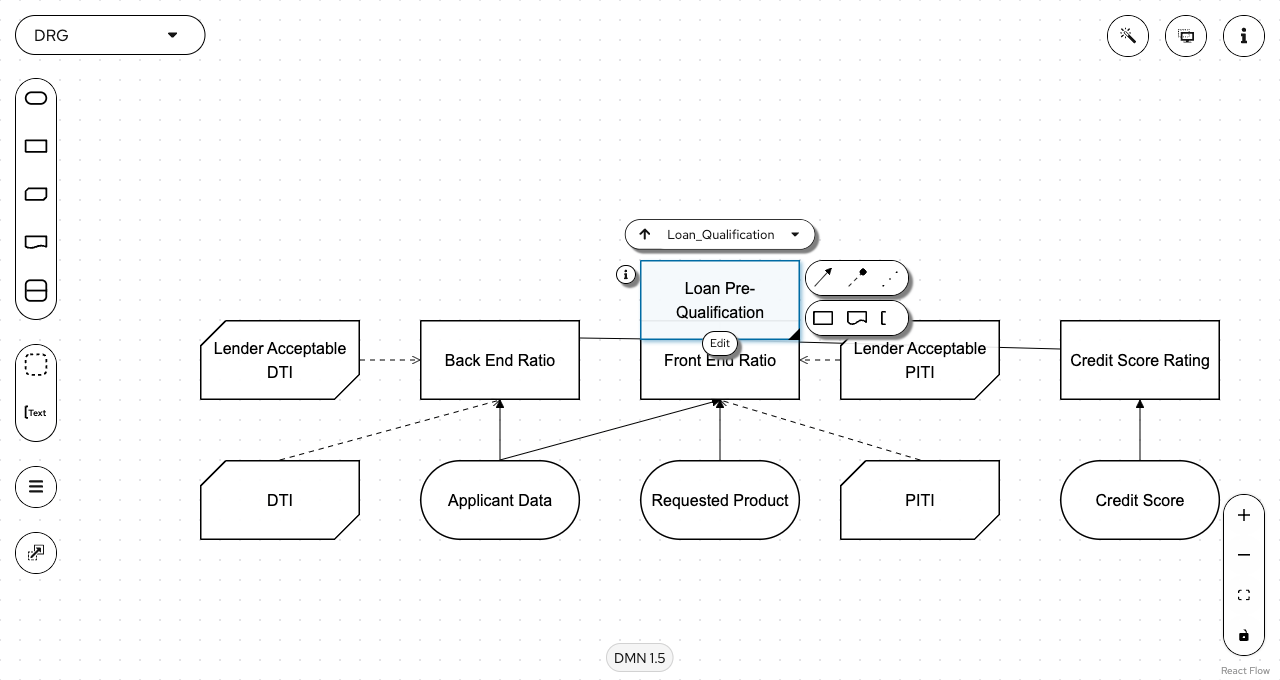 DRG
Loan_Qualification
Loan Pre-
Qualification
Edit
Lender Acceptable
DTI
Back End Ratio
Front End Ratio
Lender Acceptable
PITI
Credit Score Rating
Text
DTI
Applicant Data
Requested Product
PITI
Credit Score
DMN 1.5
React Flow